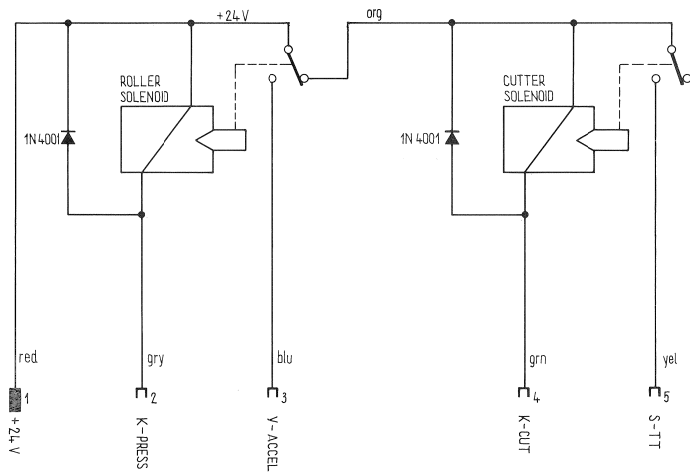 +24V
org
ROLLER
SOLENOID
CUTTER
SOLENOID
1N4001
1N4001
red
gry
blu
grn
yel
1
2
3
4
5
+24V
K-PRESS
Y-ACCEL
K-CUT
S-TT